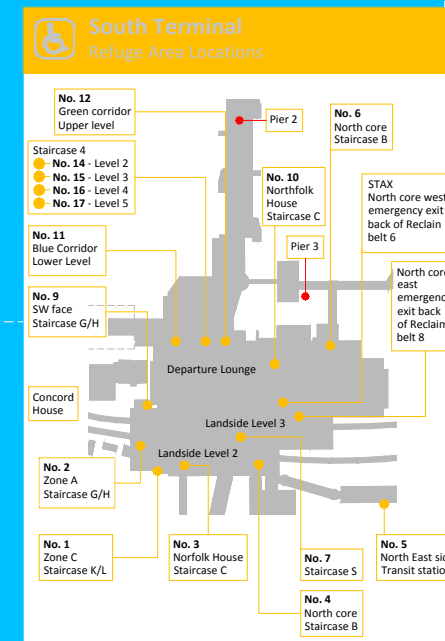 South Terminal
Refuge Area Locations
No. 12
Green corridor
Upper level
Pier 2
No. 6
North core
Staircase B
Staircase 4
No. 14 - Level 2
No. 15 - Level 3
No. 16 - Level 4
No. 17 - Level 5
No. 10
Northfolk
House
Staircase C
STAX
North core west
emergency exit
back of Reclaim
belt 6
No. 11
Blue Corridor
Lower Level
Pier 3
North core
east
emergenc
exit back
of Reclaim
belt 8
No. 9
SW face
Staircase G/H
Departure Lounge
Concord
House
Landside Level 3
Landside Level 2
No. 2
Zone A
Staircase G/H
No. 1
Zone C
Staircase K/L
No. 3
Norfolk House
Staircase C
No. 7
Staircase S
No. 5
North East sid
Transit statio
No. 4
North core
Staircase B